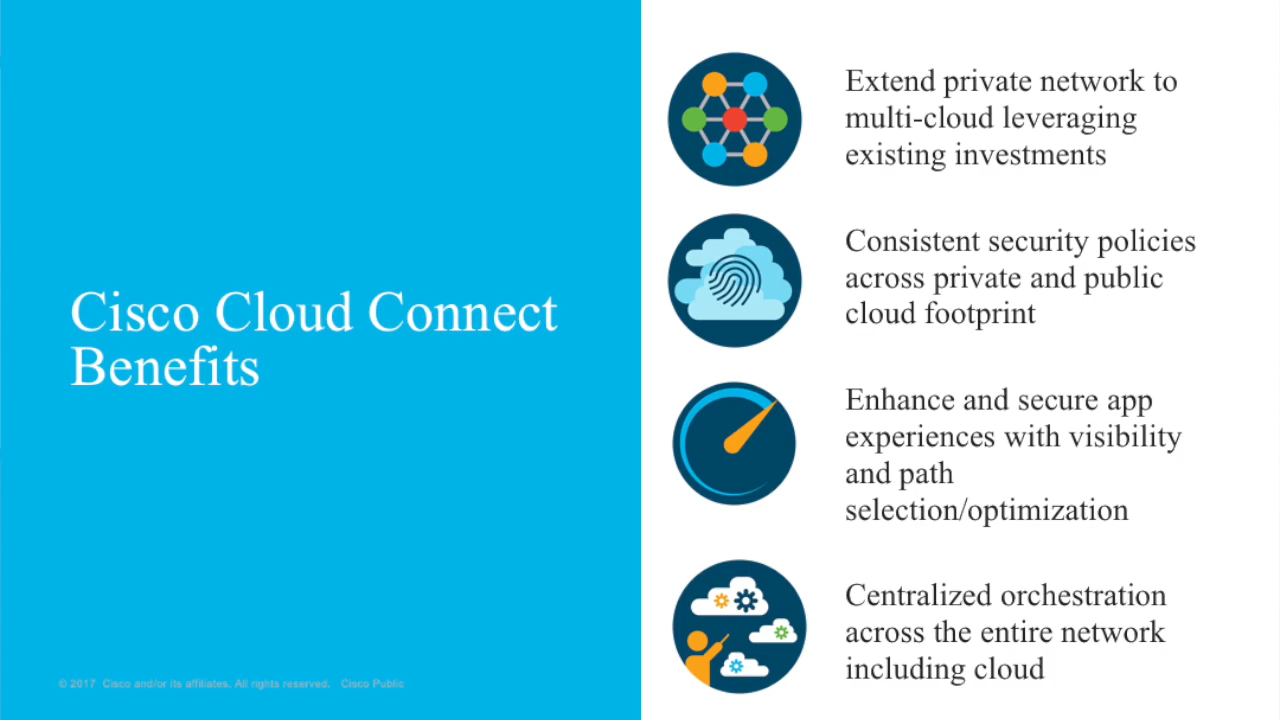 Cisco Cloud Connect
Benefits
Extend private network to
multi-cloud leveraging
existing investments
Consistent security policies
across private and public
cloud footprint
Enhance and secure app
experiences with visibility
and path
selection/optimization
Centralized orchestration
across the entire network
including cloud
© 2017 Cisco and/or its affiliates. All rights reserved. Cisco Public